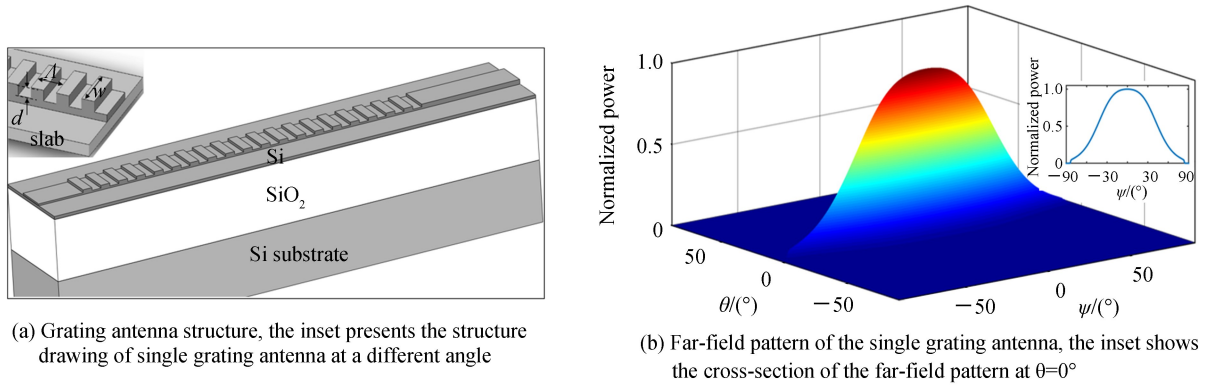 Λ
w
d
slab
Si
SiO₂
Si substrate
(a) Grating antenna structure, the inset presents the structure
drawing of single grating antenna at a different angle
Normalized power
1.0
0.5
0
50
0
−50
θ/(°)
−50
0
50
ψ/(°)
Normalized power
1.0
0.5
0
−90 −30 30 90
ψ/(°)
(b) Far-field pattern of the single grating antenna, the inset shows
the cross-section of the far-field pattern at θ=0°